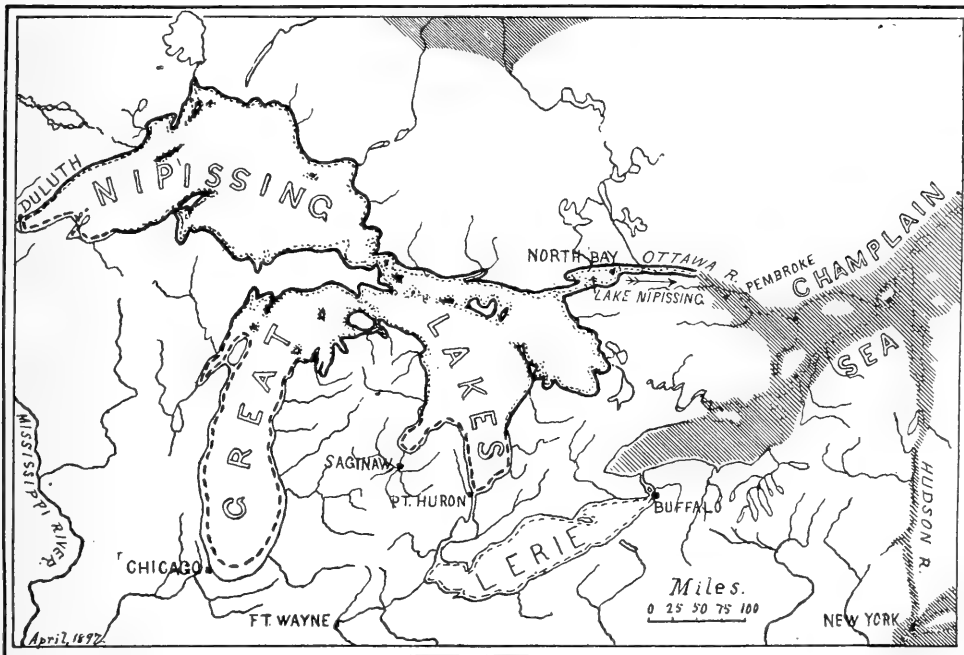 DULUTH
NIPISSING
GREAT
LAKES
NORTH BAY
OTTAWA R.
LAKE NIPISSING
PEMBROKE
CHAMPLAIN
SEA
MISSISSIPPI RIVER.
SAGINAW
PT. HURON
BUFFALO
L. ERIE
HUDSON R.
CHICAGO
FT. WAYNE
Miles.
0 25 50 75 100
NEW YORK
April, 1897.